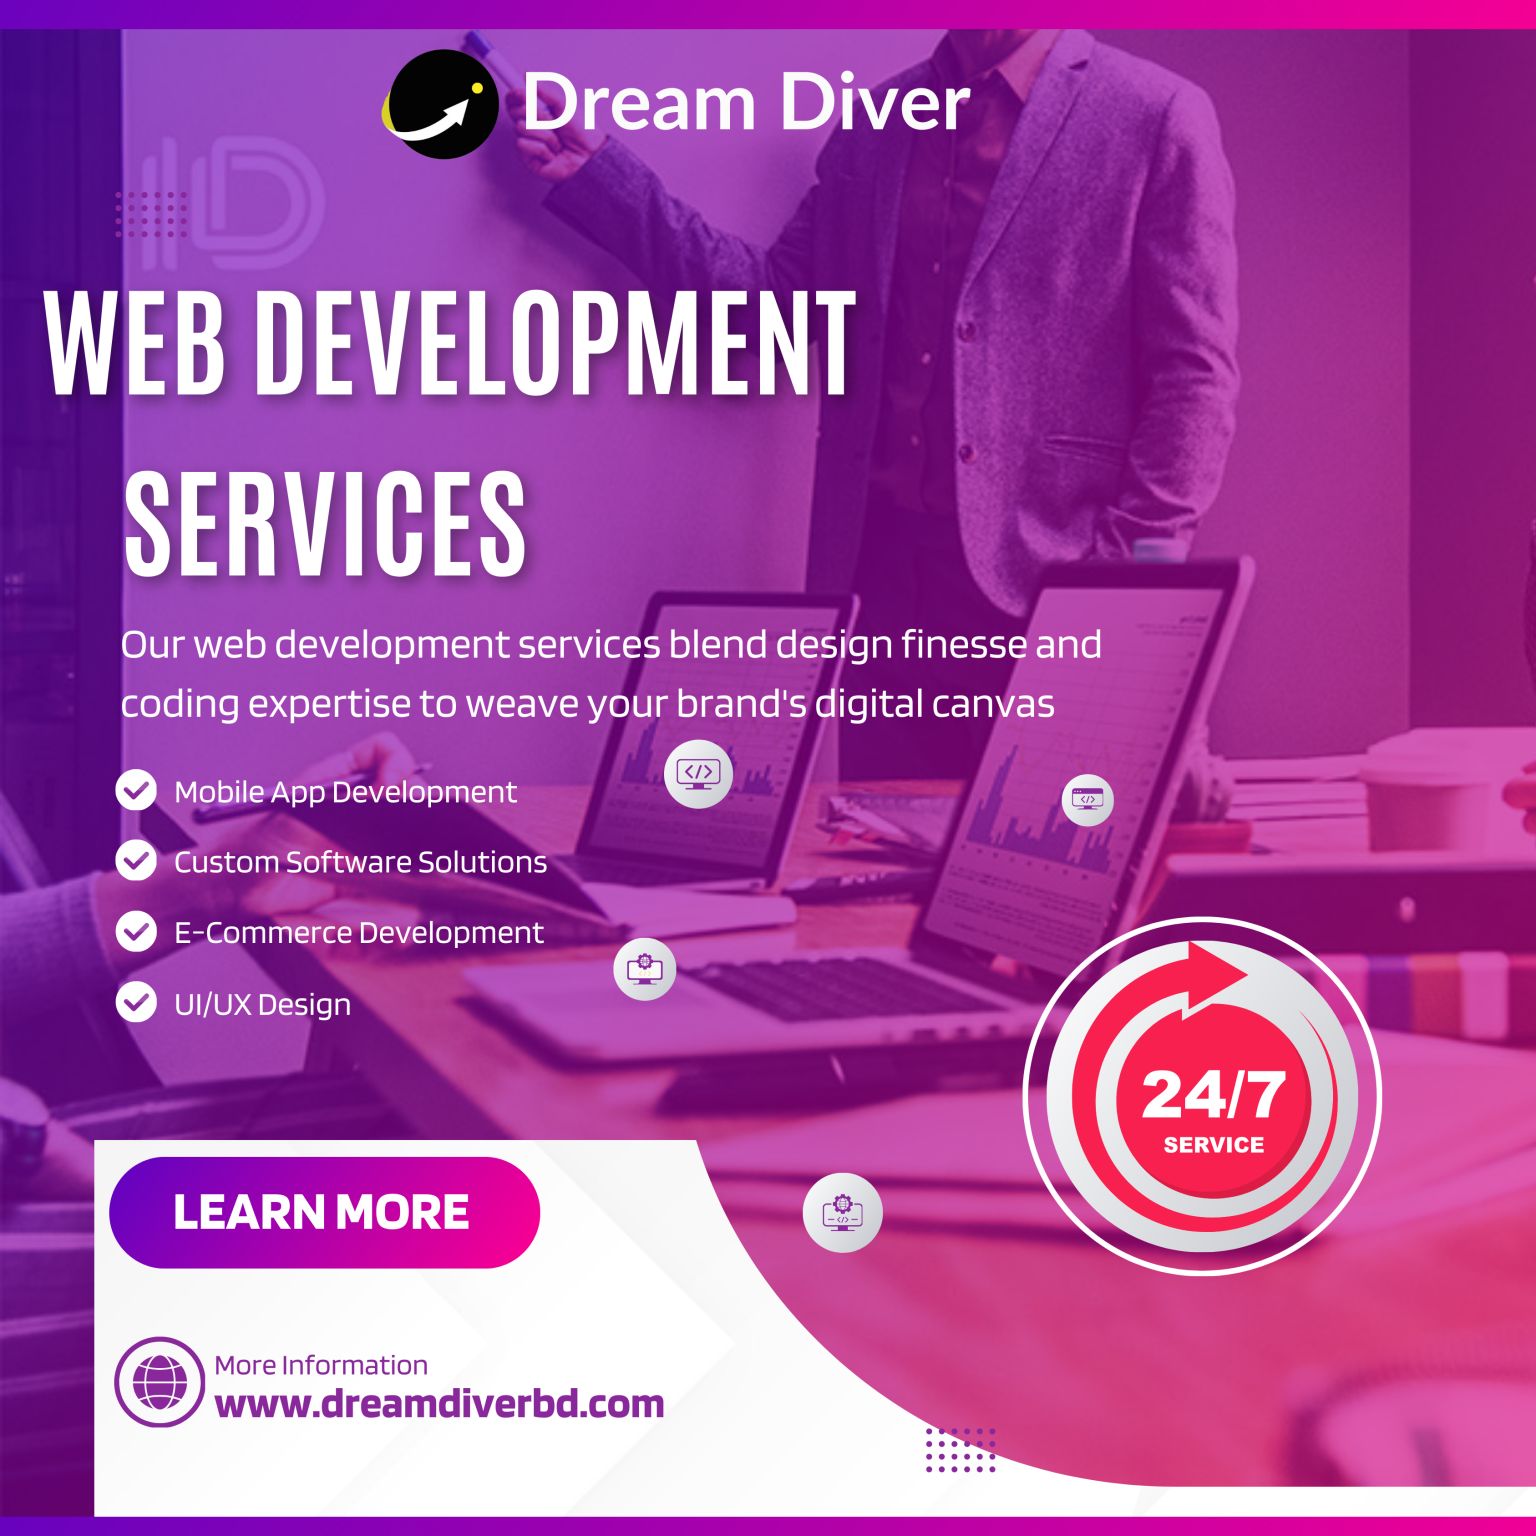 Dream Diver
WEB DEVELOPMENT
SERVICES
Our web development services blend design finesse and
coding expertise to weave your brand's digital canvas
Mobile App Development
Custom Software Solutions
E-Commerce Development
UI/UX Design
24/7
SERVICE
LEARN MORE
More Information
www.dreamdiverbd.com